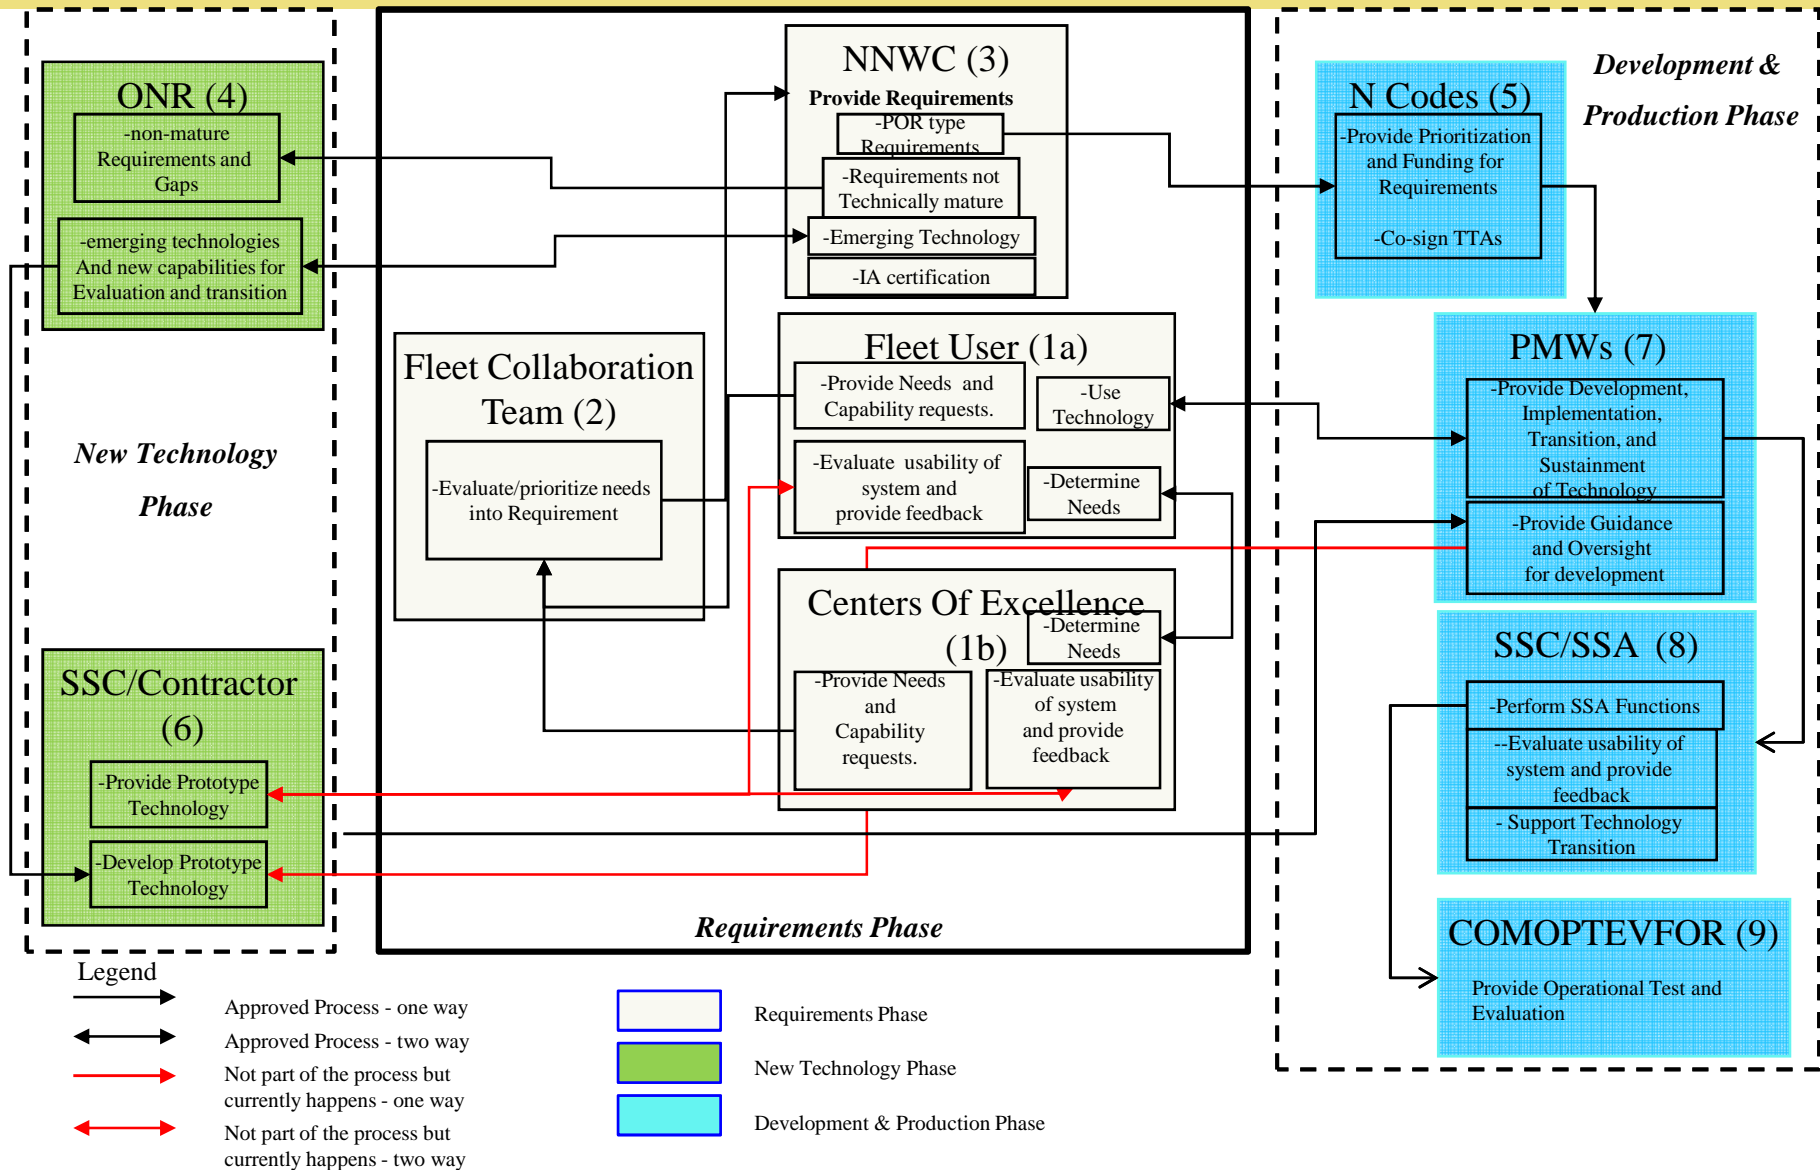 ONR (4)
-non-mature
Requirements and
Gaps
-emerging technologies
And new capabilities for
Evaluation and transition
New Technology
Phase
SSC/Contractor
(6)
-Provide Prototype
Technology
-Develop Prototype
Technology
NNWC (3)
Provide Requirements
-POR type
Requirements
-Requirements not
Technically mature
-Emerging Technology
-IA certification
Fleet Collaboration
Team (2)
-Evaluate/prioritize needs
into Requirement
Fleet User (1a)
-Provide Needs and
Capability requests.
-Use
Technology
-Evaluate usability of
system and
provide feedback
-Determine
Needs
Centers Of Excellence
(1b)
-Determine
Needs
-Provide Needs
and
Capability
requests.
-Evaluate usability
of system
and provide
feedback
Requirements Phase
Development &
Production Phase
N Codes (5)
-Provide Prioritization
and Funding for
Requirements
-Co-sign TTAs
PMWs (7)
-Provide Development,
Implementation,
Transition, and
Sustainment
of Technology
-Provide Guidance
and Oversight
for development
SSC/SSA (8)
-Perform SSA Functions
--Evaluate usability of
system and provide
feedback
- Support Technology
Transition
COMOPTEVFOR (9)
Provide Operational Test and
Evaluation
Legend
Approved Process - one way
Approved Process - two way
Not part of the process but
currently happens - one way
Not part of the process but
currently happens - two way
Requirements Phase
New Technology Phase
Development & Production Phase